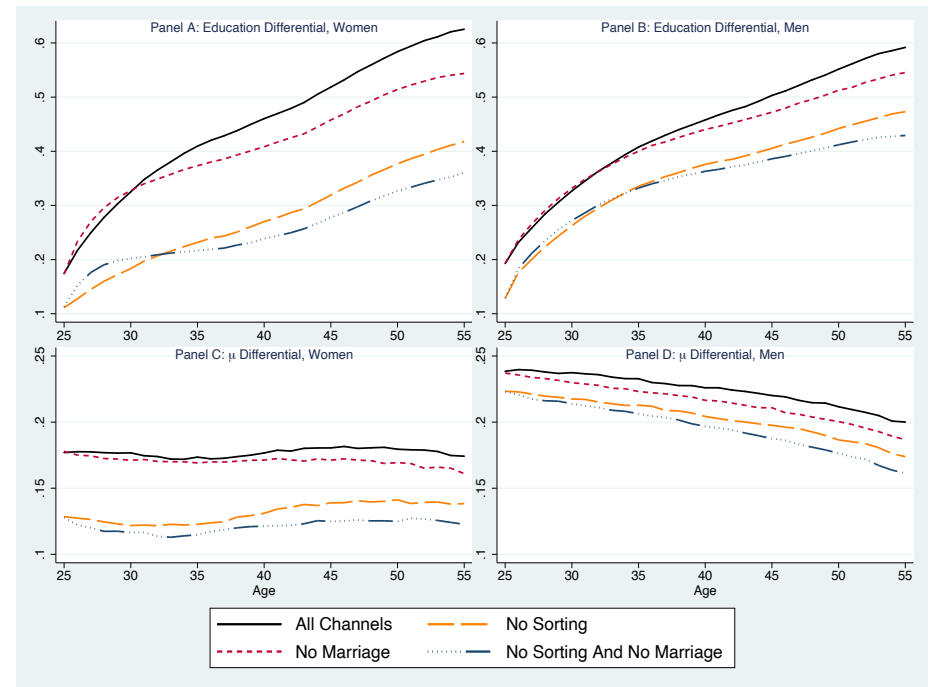 Panel A: Education Differential, Women
.6
.5
.4
.3
.2
.1
25 30 35 40 45 50 55
Panel B: Education Differential, Men
.6
.5
.4
.3
.2
.1
25 30 35 40 45 50 55
Panel C: μ Differential, Women
.25
.2
.15
.1
25 30 35 40 45 50 55
Age
Panel D: μ Differential, Men
.25
.2
.15
.1
25 30 35 40 45 50 55
Age
All Channels No Sorting
No Marriage No Sorting And No Marriage